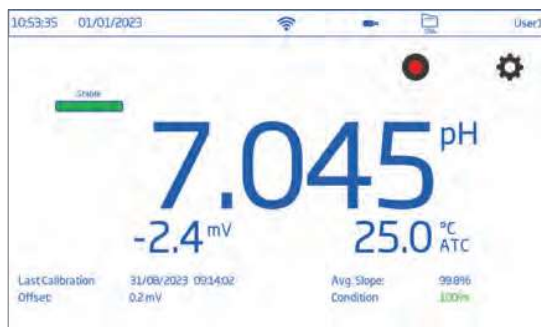 10:53:35 01/01/2023 User1
Stable
7.045 pH
-2.4 mV 25.0 °C ATC
Last Calibration 31/08/2023 09:14:02 Avg. Slope: 99.8%
Offset: 0.2 mV Condition 100%